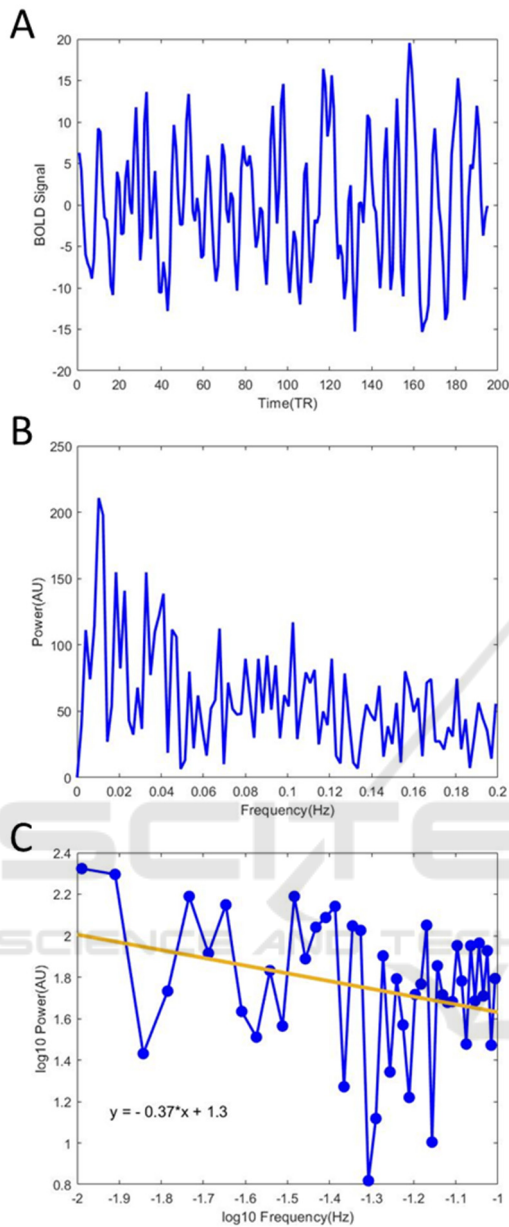 A
20
15
10
5
0
-5
-10
-15
-20
BOLD Signal
0 20 40 60 80 100 120 140 160 180 200
Time(TR)
B
250
200
150
100
50
0
Power(AU)
0 0.02 0.04 0.06 0.08 0.1 0.12 0.14 0.16 0.18 0.2
Frequency(Hz)
SCITE
C
2.4
2.2
2
1.8
1.6
1.4
1.2
1
0.8
log10 Power(AU)
SCIENCE AND TECH
y = - 0.37*x + 1.3
-2 -1.9 -1.8 -1.7 -1.6 -1.5 -1.4 -1.3 -1.2 -1.1 -1
log10 Frequency(Hz)